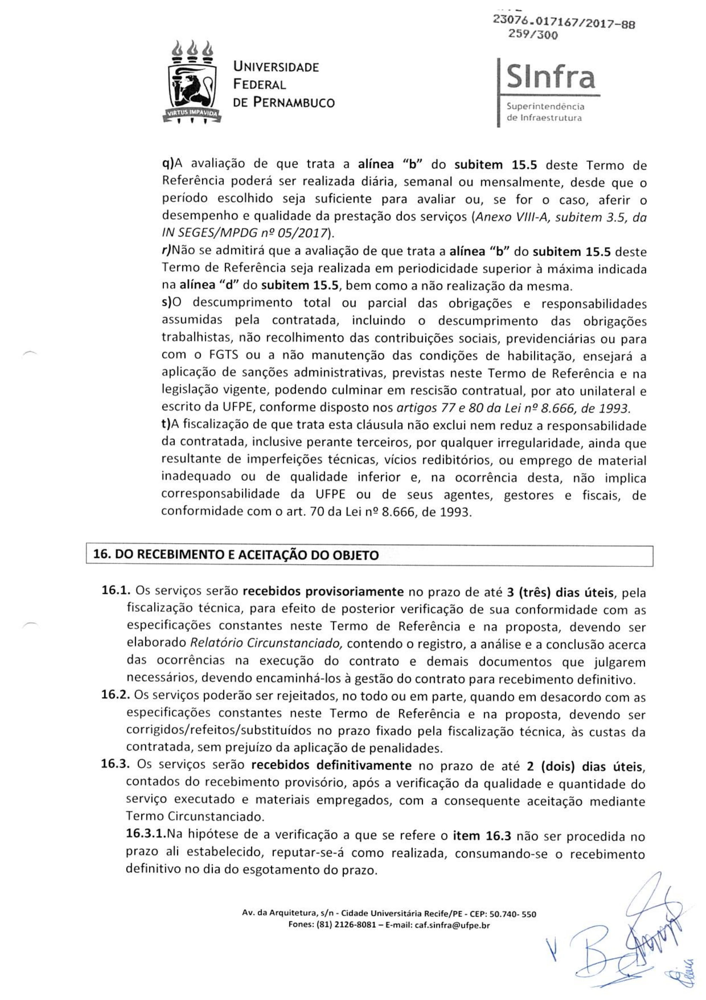 23076.017167/2017-88
259/300
UNIVERSIDADE
FEDERAL
DE PERNAMBUCO
VIRTUS IMPAVIDA
SInfra
Superintendência
de Infraestrutura
q)A avaliação de que trata a alínea “b” do subitem 15.5 deste Termo de
Referência poderá ser realizada diária, semanal ou mensalmente, desde que o
período escolhido seja suficiente para avaliar ou, se for o caso, aferir o
desempenho e qualidade da prestação dos serviços (Anexo VIII-A, subitem 3.5, da
IN SEGES/MPDG nº 05/2017).
r)Não se admitirá que a avaliação de que trata a alínea “b” do subitem 15.5 deste
Termo de Referência seja realizada em periodicidade superior à máxima indicada
na alínea “d” do subitem 15.5, bem como a não realização da mesma.
s)O descumprimento total ou parcial das obrigações e responsabilidades
assumidas pela contratada, incluindo o descumprimento das obrigações
trabalhistas, não recolhimento das contribuições sociais, previdenciárias ou para
com o FGTS ou a não manutenção das condições de habilitação, ensejará a
aplicação de sanções administrativas, previstas neste Termo de Referência e na
legislação vigente, podendo culminar em rescisão contratual, por ato unilateral e
escrito da UFPE, conforme disposto nos artigos 77 e 80 da Lei nº 8.666, de 1993.
t)A fiscalização de que trata esta cláusula não exclui nem reduz a responsabilidade
da contratada, inclusive perante terceiros, por qualquer irregularidade, ainda que
resultante de imperfeições técnicas, vícios redibitórios, ou emprego de material
inadequado ou de qualidade inferior e, na ocorrência desta, não implica
corresponsabilidade da UFPE ou de seus agentes, gestores e fiscais, de
conformidade com o art. 70 da Lei nº 8.666, de 1993.
16. DO RECEBIMENTO E ACEITAÇÃO DO OBJETO
16.1. Os serviços serão recebidos provisoriamente no prazo de até 3 (três) dias úteis, pela
fiscalização técnica, para efeito de posterior verificação de sua conformidade com as
especificações constantes neste Termo de Referência e na proposta, devendo ser
elaborado Relatório Circunstanciado, contendo o registro, a análise e a conclusão acerca
das ocorrências na execução do contrato e demais documentos que julgarem
necessários, devendo encaminhá-los à gestão do contrato para recebimento definitivo.
16.2. Os serviços poderão ser rejeitados, no todo ou em parte, quando em desacordo com as
especificações constantes neste Termo de Referência e na proposta, devendo ser
corrigidos/refeitos/substituídos no prazo fixado pela fiscalização técnica, às custas da
contratada, sem prejuízo da aplicação de penalidades.
16.3. Os serviços serão recebidos definitivamente no prazo de até 2 (dois) dias úteis,
contados do recebimento provisório, após a verificação da qualidade e quantidade do
serviço executado e materiais empregados, com a consequente aceitação mediante
Termo Circunstanciado.
16.3.1.Na hipótese de a verificação a que se refere o item 16.3 não ser procedida no
prazo ali estabelecido, reputar-se-á como realizada, consumando-se o recebimento
definitivo no dia do esgotamento do prazo.
Av. da Arquitetura, s/n - Cidade Universitária Recife/PE - CEP: 50.740- 550
Fones: (81) 2126-8081 – E-mail: caf.sinfra@ufpe.br